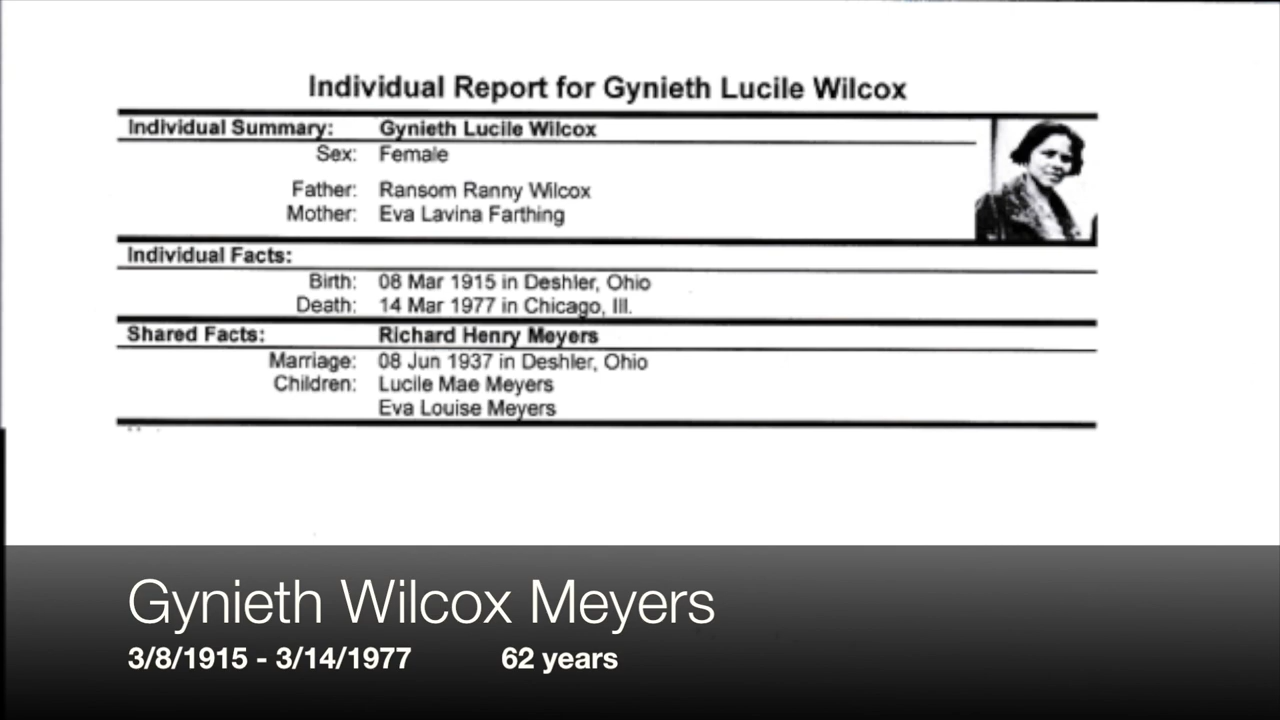 Individual Report for Gynieth Lucile Wilcox
Individual Summary: Gynieth Lucile Wilcox
Sex: Female
Father: Ransom Ranny Wilcox
Mother: Eva Lavina Farthing
Individual Facts:
Birth: 08 Mar 1915 in Deshler, Ohio
Death: 14 Mar 1977 in Chicago, Ill.
Shared Facts: Richard Henry Meyers
Marriage: 08 Jun 1937 in Deshler, Ohio
Children: Lucile Mae Meyers
Eva Louise Meyers
Gynieth Wilcox Meyers
3/8/1915 - 3/14/1977 62 years